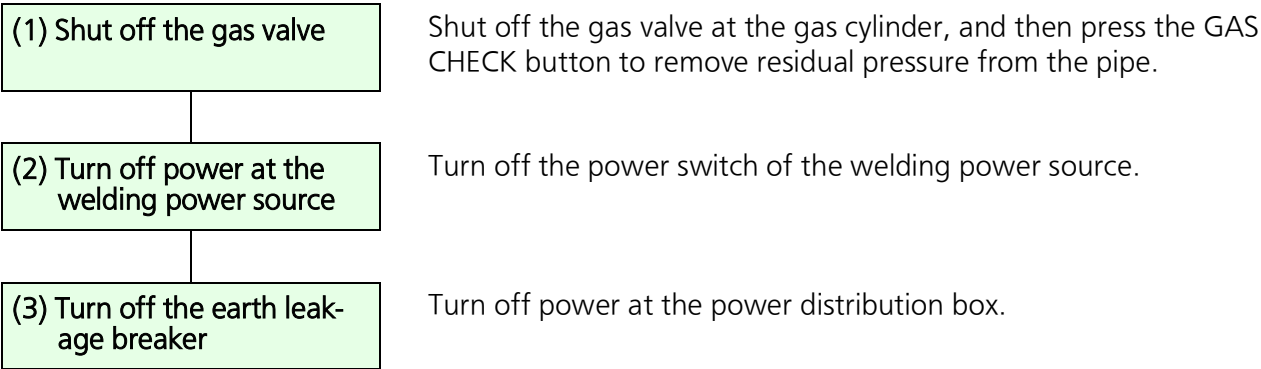 (1) Shut off the gas valve
Shut off the gas valve at the gas cylinder, and then press the GAS
CHECK button to remove residual pressure from the pipe.
(2) Turn off power at the
welding power source
Turn off the power switch of the welding power source.
(3) Turn off the earth leak-
age breaker
Turn off power at the power distribution box.